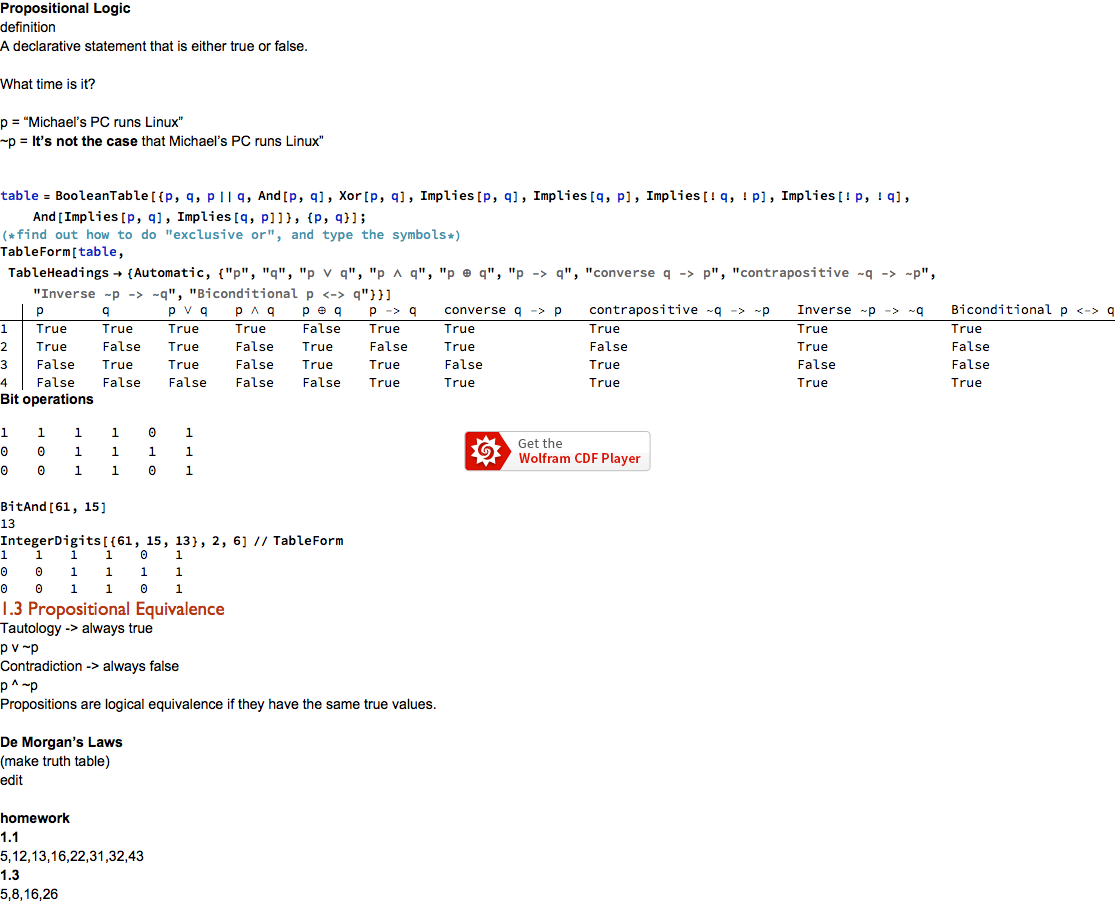 Propositional Logic
definition
A declarative statement that is either true or false.
What time is it?
p = “Michael’s PC runs Linux”
~p = It’s not the case that Michael’s PC runs Linux”
table = BooleanTable[{p, q, p || q, And[p, q], Xor[p, q], Implies[p, q], Implies[q, p], Implies[! q, ! p], Implies[! p, ! q],
And[Implies[p, q], Implies[q, p]]}, {p, q}];
(*find out how to do "exclusive or", and type the symbols*)
TableForm[table,
TableHeadings → {Automatic, {"p", "q", "p ∨ q", "p ∧ q", "p ⊕ q", "p -> q", "converse q -> p", "contrapositive ~q -> ~p",
"Inverse ~p -> ~q", "Biconditional p <-> q"}}]
p q p ∨ q p ∧ q p ⊕ q p -> q converse q -> p contrapositive ~q -> ~p Inverse ~p -> ~q Biconditional p <-> q
1 True True True True False True True True True True
2 True False True False True False True False True False
3 False True True False True True False True False False
4 False False False False False True True True True True
Bit operations
1 1 1 1 0 1
0 0 1 1 1 1
0 0 1 1 0 1
Get the
Wolfram CDF Player
BitAnd[61, 15]
13
IntegerDigits[{61, 15, 13}, 2, 6] // TableForm
1 1 1 1 0 1
0 0 1 1 1 1
0 0 1 1 0 1
1.3 Propositional Equivalence
Tautology -> always true
p v ~p
Contradiction -> always false
p ^ ~p
Propositions are logical equivalence if they have the same true values.
De Morgan’s Laws
(make truth table)
edit
homework
1.1
5,12,13,16,22,31,32,43
1.3
5,8,16,26